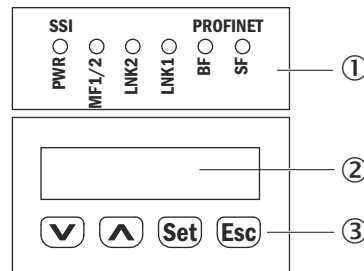 SSI PROFINET
PWR MF1/2 LNK2 LNK1 BF SF
①
②
Set Esc
③